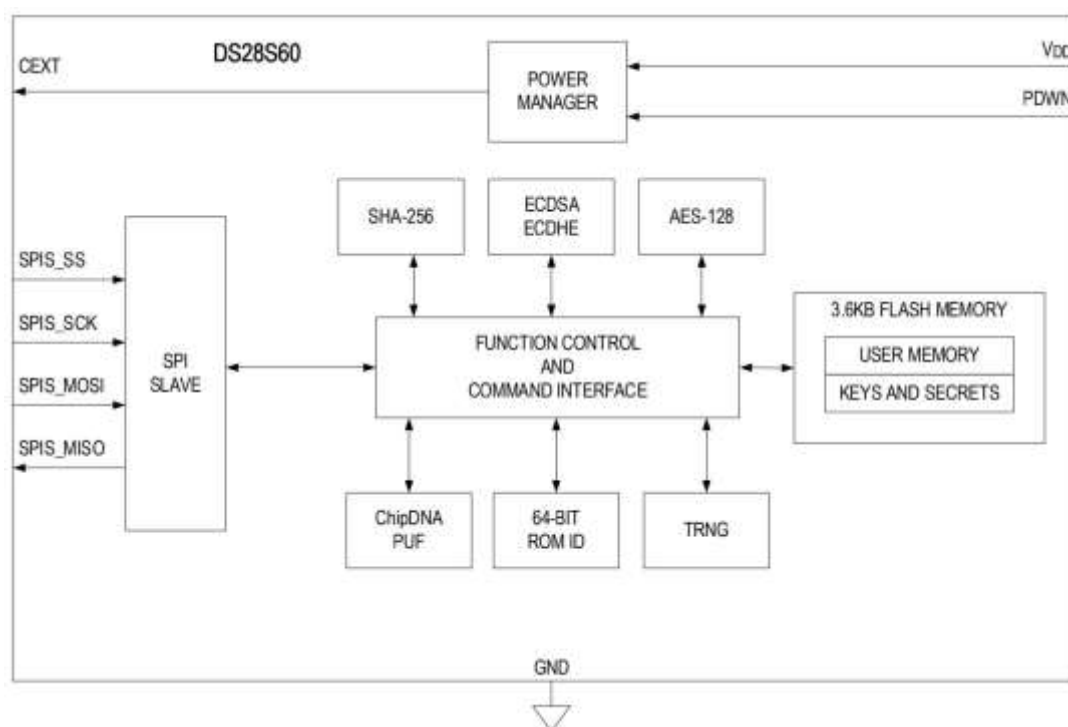 DS28S60
CEXT
POWER
MANAGER
VDD
PDWN
SHA-256
ECDSA
ECDHE
AES-128
SPIS_SS
SPIS_SCK
SPIS_MOSI
SPIS_MISO
SPI
SLAVE
FUNCTION CONTROL
AND
COMMAND INTERFACE
3.6KB FLASH MEMORY
USER MEMORY
KEYS AND SECRETS
ChipDNA
PUF
64-BIT
ROM ID
TRNG
GND